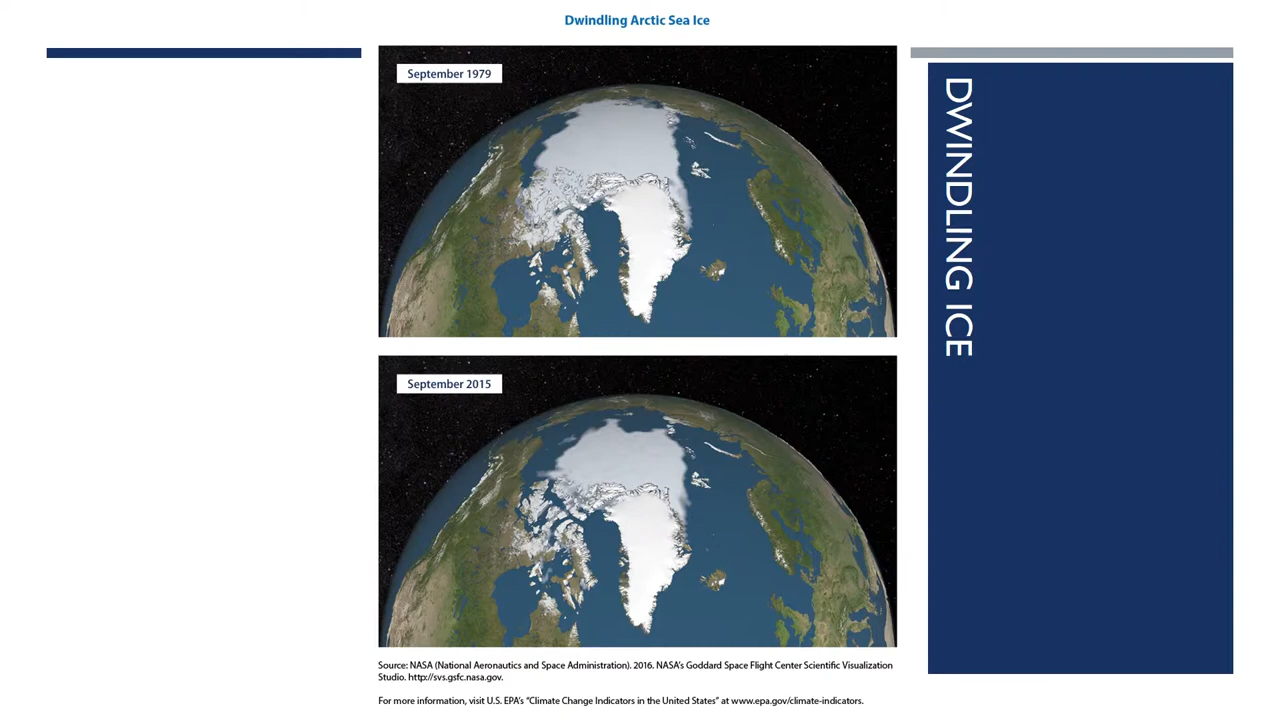 Dwindling Arctic Sea Ice
September 1979
DWINDLING ICE
September 2015
Source: NASA (National Aeronautics and Space Administration). 2016. NASA's Goddard Space Flight Center Scientific Visualization
Studio. http://svs.gsfc.nasa.gov.
For more information, visit U.S. EPA's “Climate Change Indicators in the United States” at www.epa.gov/climate-indicators.